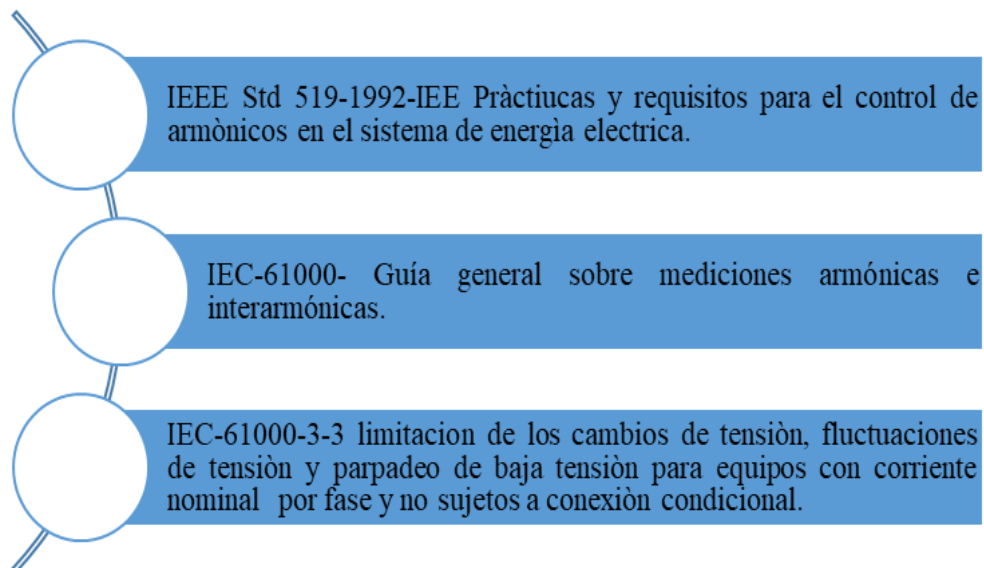 IEEE Std 519-1992-IEE Pràctiucas y requisitos para el control de
armònicos en el sistema de energìa electrica.
IEC-61000- Guía general sobre mediciones armónicas e
interarmónicas.
IEC-61000-3-3 limitacion de los cambios de tensiòn, fluctuaciones
de tensiòn y parpadeo de baja tensiòn para equipos con corriente
nominal por fase y no sujetos a conexiòn condicional.